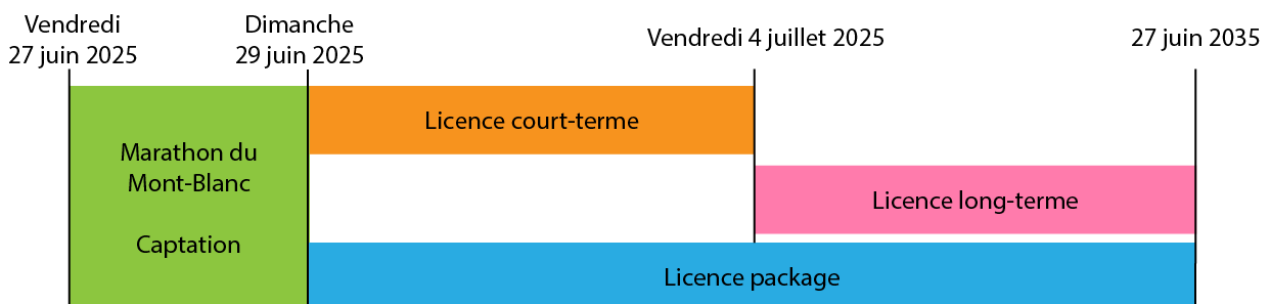 Vendredi
27 juin 2025
Dimanche
29 juin 2025
Vendredi 4 juillet 2025
27 juin 2035
Marathon du
Mont-Blanc
Captation
Licence court-terme
Licence long-terme
Licence package